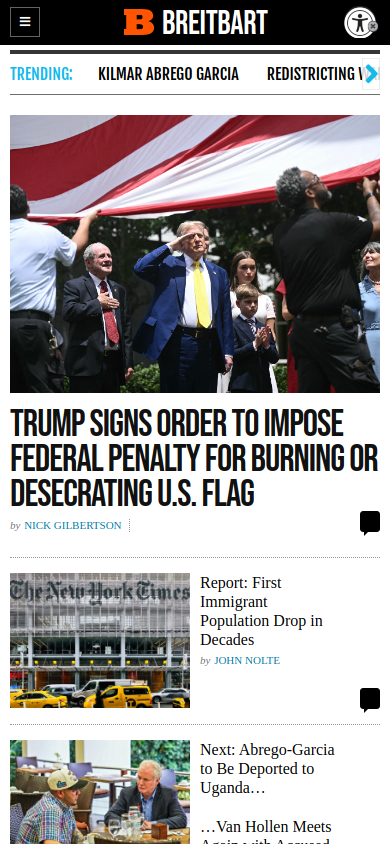 BREITBART
TRENDING:
KILMAR ABREGO GARCIA
REDISTRICTING
TRUMP SIGNS ORDER TO IMPOSE
FEDERAL PENALTY FOR BURNING OR
DESECRATING U.S. FLAG
by NICK GILBERTSON
The New York Times
Report: First
Immigrant
Population Drop in
Decades
by JOHN NOLTE
Next: Abrego-Garcia
to Be Deported to
Uganda…
…Van Hollen Meets
Again with Accused